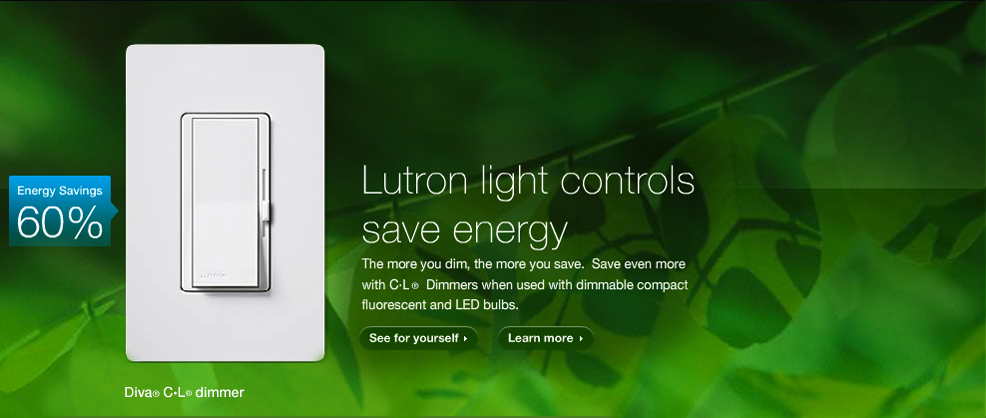 Energy Savings
60%
LUTRON
Lutron light controls
save energy
The more you dim, the more you save.  Save even more
with C•L® Dimmers when used with dimmable compact
fluorescent and LED bulbs.
See for yourself
Learn more
Diva® C•L® dimmer